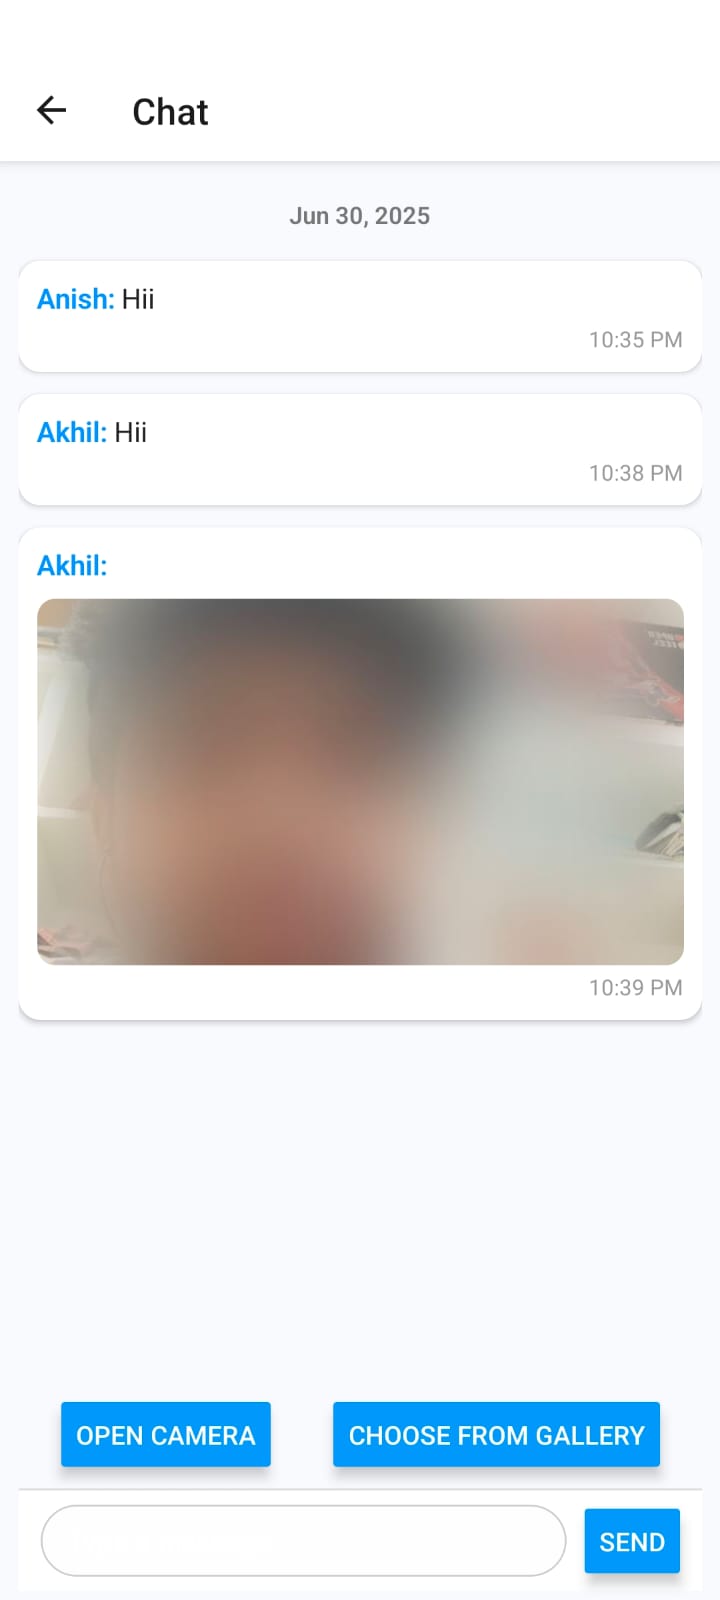 Chat
Jun 30, 2025
Anish: Hii
10:35 PM
Akhil: Hii
10:38 PM
Akhil:
10:39 PM
OPEN CAMERA
CHOOSE FROM GALLERY
SEND